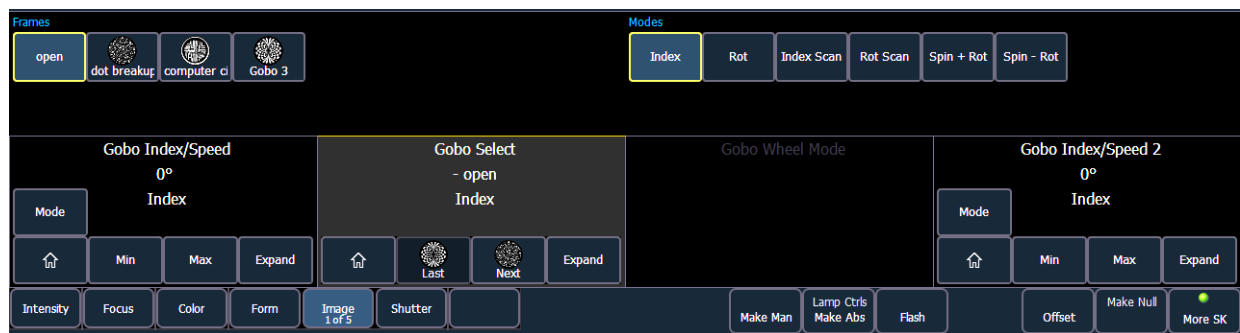 Frames
Modes
open
dot breakup
computer ci
Gobo 3
Index
Rot
Index Scan
Rot Scan
Spin + Rot
Spin - Rot
Gobo Index/Speed
0°
Index
Mode
Min
Max
Expand
Gobo Select
- open
Index
Last
Next
Expand
Gobo Wheel Mode
Gobo Index/Speed 2
0°
Index
Mode
Min
Max
Expand
Intensity
Focus
Color
Form
Image
1 of 5
Shutter
Make Man
Lamp Ctrls
Make Abs
Flash
Offset
Make Null
More SK